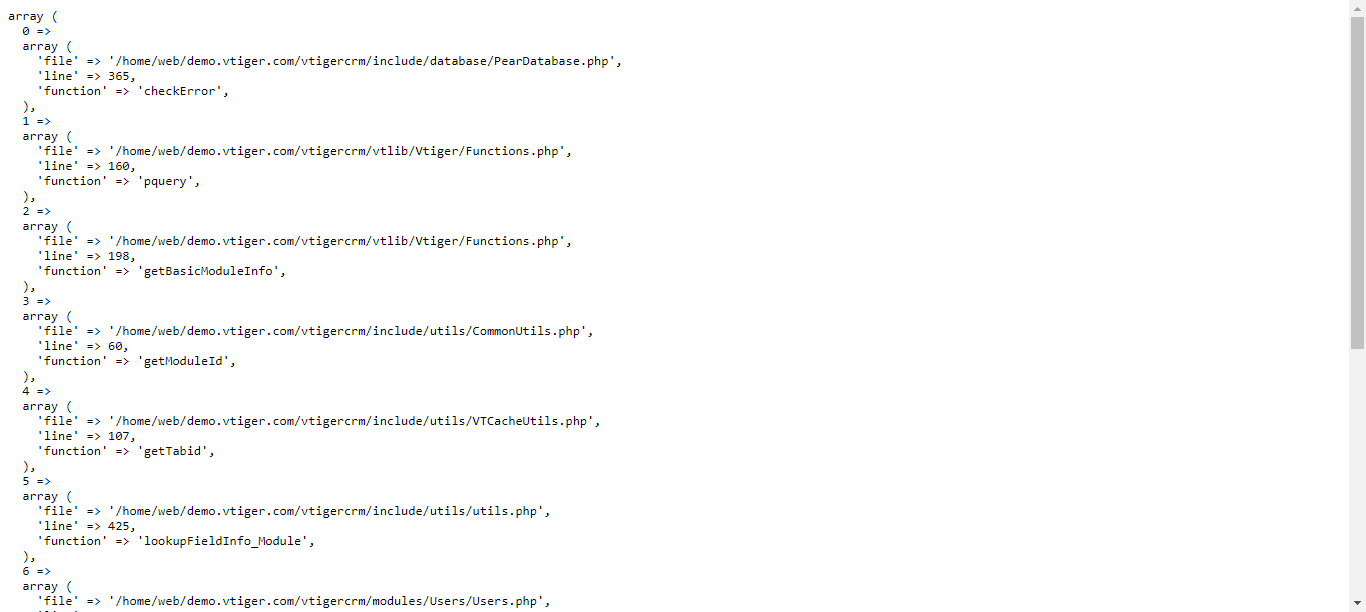 array (
  0 =>
  array (
    'file' => '/home/web/demo.vtiger.com/vtigercrm/include/database/PearDatabase.php',
    'line' => 365,
    'function' => 'checkError',
  ),
  1 =>
  array (
    'file' => '/home/web/demo.vtiger.com/vtigercrm/vtlib/Vtiger/Functions.php',
    'line' => 160,
    'function' => 'pquery',
  ),
  2 =>
  array (
    'file' => '/home/web/demo.vtiger.com/vtigercrm/vtlib/Vtiger/Functions.php',
    'line' => 198,
    'function' => 'getBasicModuleInfo',
  ),
  3 =>
  array (
    'file' => '/home/web/demo.vtiger.com/vtigercrm/include/utils/CommonUtils.php',
    'line' => 60,
    'function' => 'getModuleId',
  ),
  4 =>
  array (
    'file' => '/home/web/demo.vtiger.com/vtigercrm/include/utils/VTCacheUtils.php',
    'line' => 107,
    'function' => 'getTabid',
  ),
  5 =>
  array (
    'file' => '/home/web/demo.vtiger.com/vtigercrm/include/utils/utils.php',
    'line' => 425,
    'function' => 'lookupFieldInfo_Module',
  ),
  6 =>
  array (
    'file' => '/home/web/demo.vtiger.com/vtigercrm/modules/Users/Users.php',